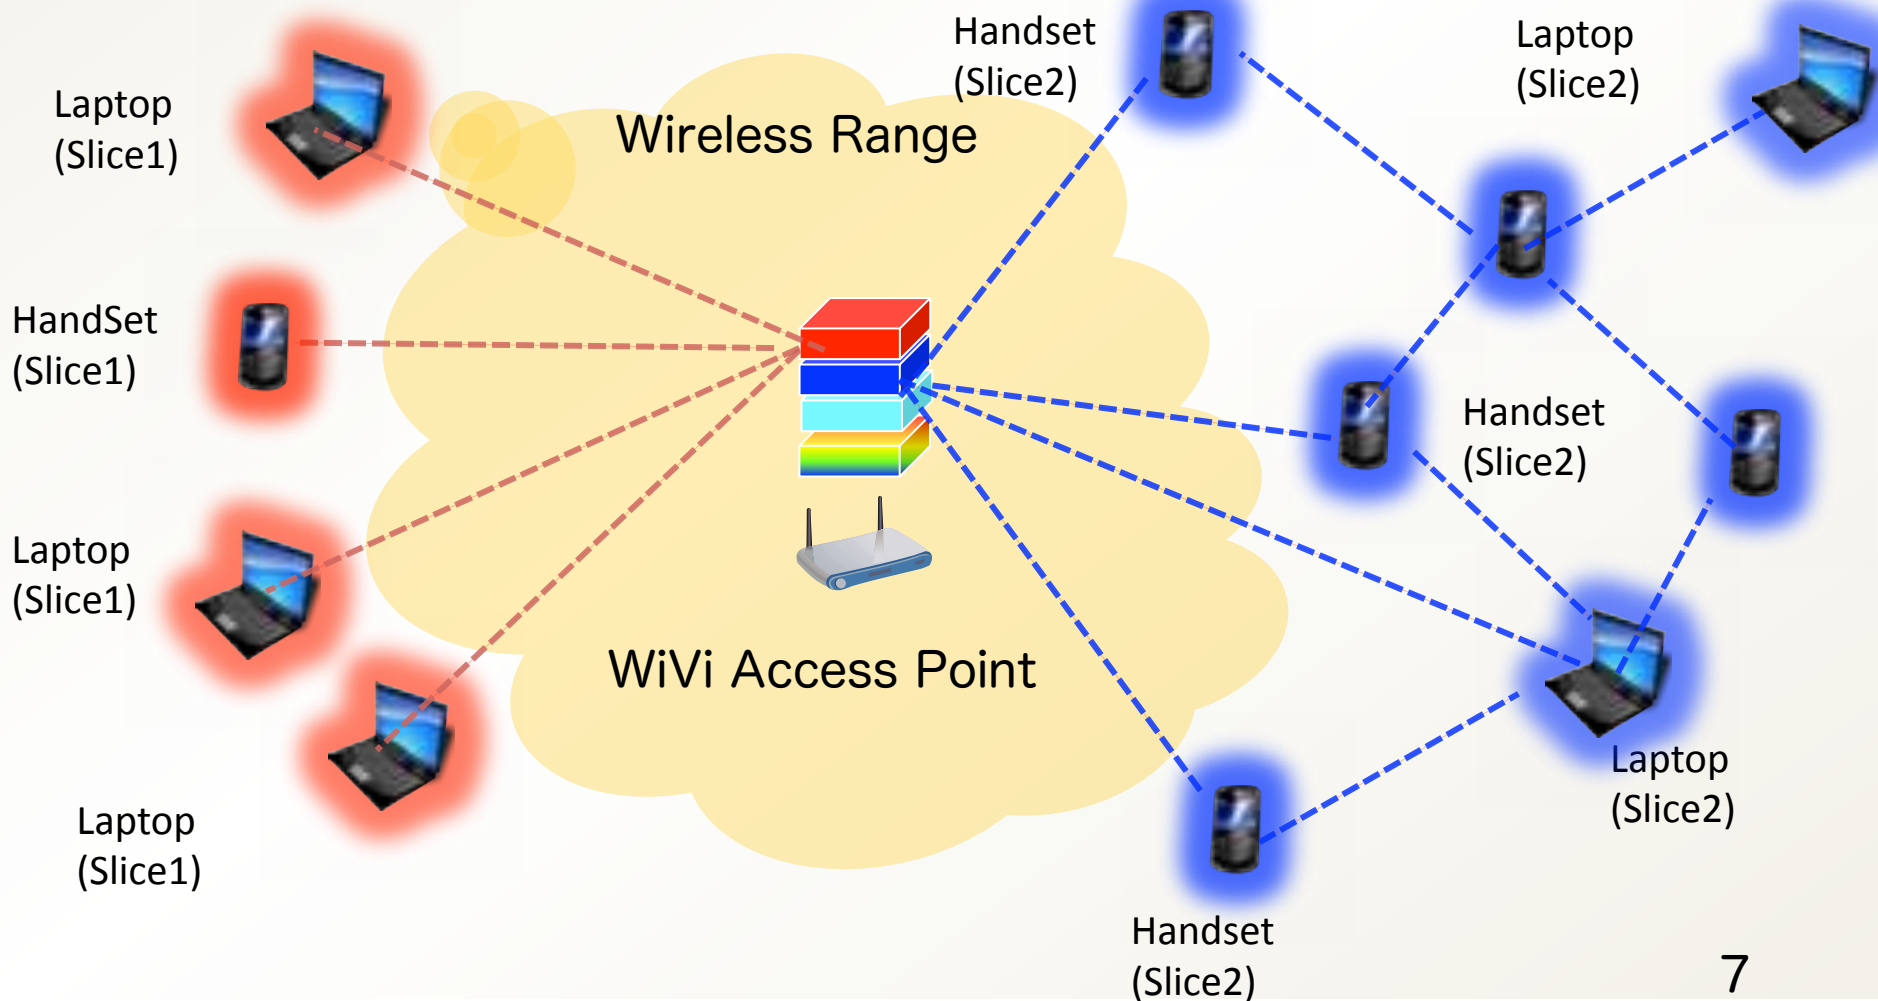 Handset
(Slice2)
Laptop
(Slice2)
Laptop
(Slice1)
Wireless Range
HandSet
(Slice1)
Handset
(Slice2)
Laptop
(Slice1)
WiVi Access Point
Laptop
(Slice2)
Laptop
(Slice1)
Handset
(Slice2)
7